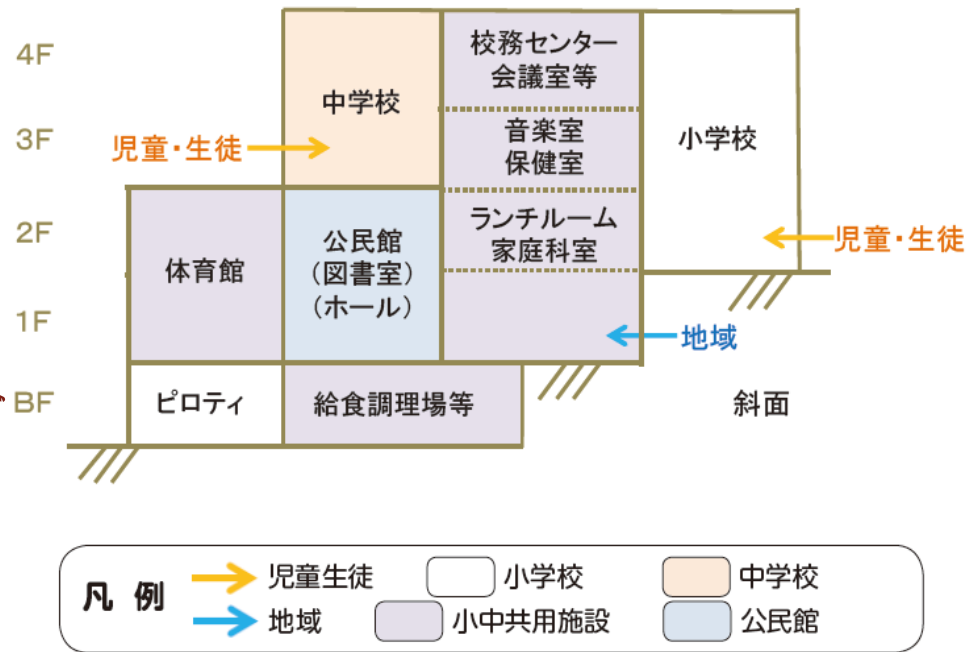 4F
3F
2F
1F
BF
中学校
児童・生徒
校務センター
会議室等
音楽室
保健室
ランチルーム
家庭科室
小学校
児童・生徒
体育館
公民館
（図書室）
（ホール）
地域
ピロティ
給食調理場等
斜面
凡 例
児童生徒
小学校
中学校
地域
小中共用施設
公民館